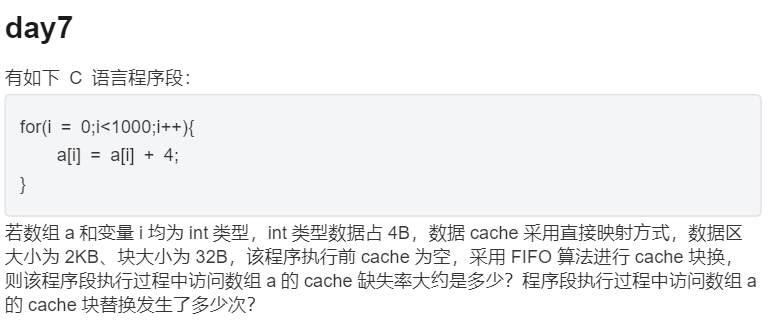 day7
有如下 C 语言程序段：
for(i = 0;i<1000;i++){
a[i] = a[i] + 4;
}
若数组 a 和变量 i 均为 int 类型，int 类型数据占 4B，数据 cache 采用直接映射方式，数据区
大小为 2KB、块大小为 32B，该程序执行前 cache 为空，采用 FIFO 算法进行 cache 块换，
则该程序段执行过程中访问数组 a 的 cache 缺失率大约是多少？程序段执行过程中访问数组 a
的 cache 块替换发生了多少次？